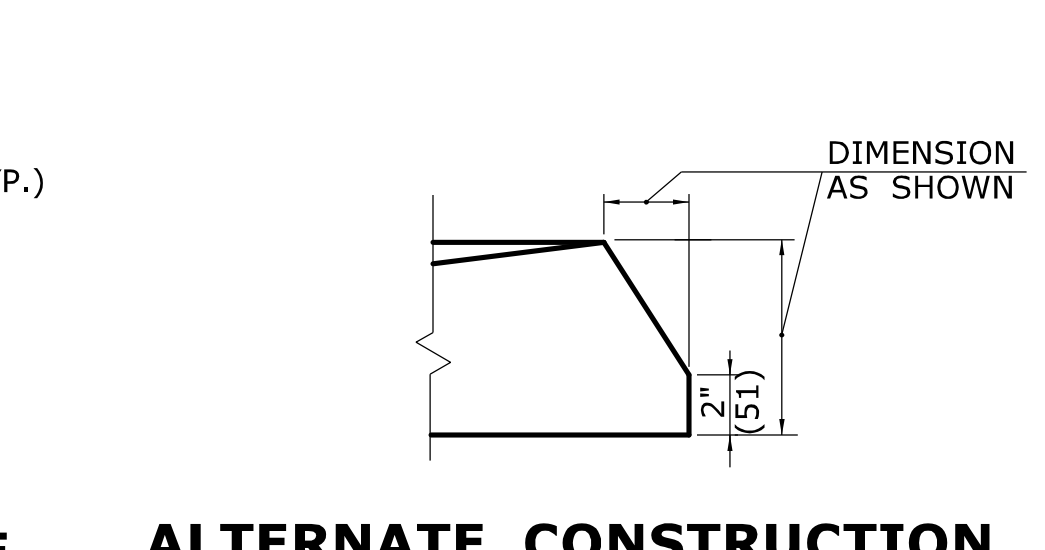 DIMENSION
AS SHOWN
P.)
2"
(51)
ALTERNATE CONSTRUCTION